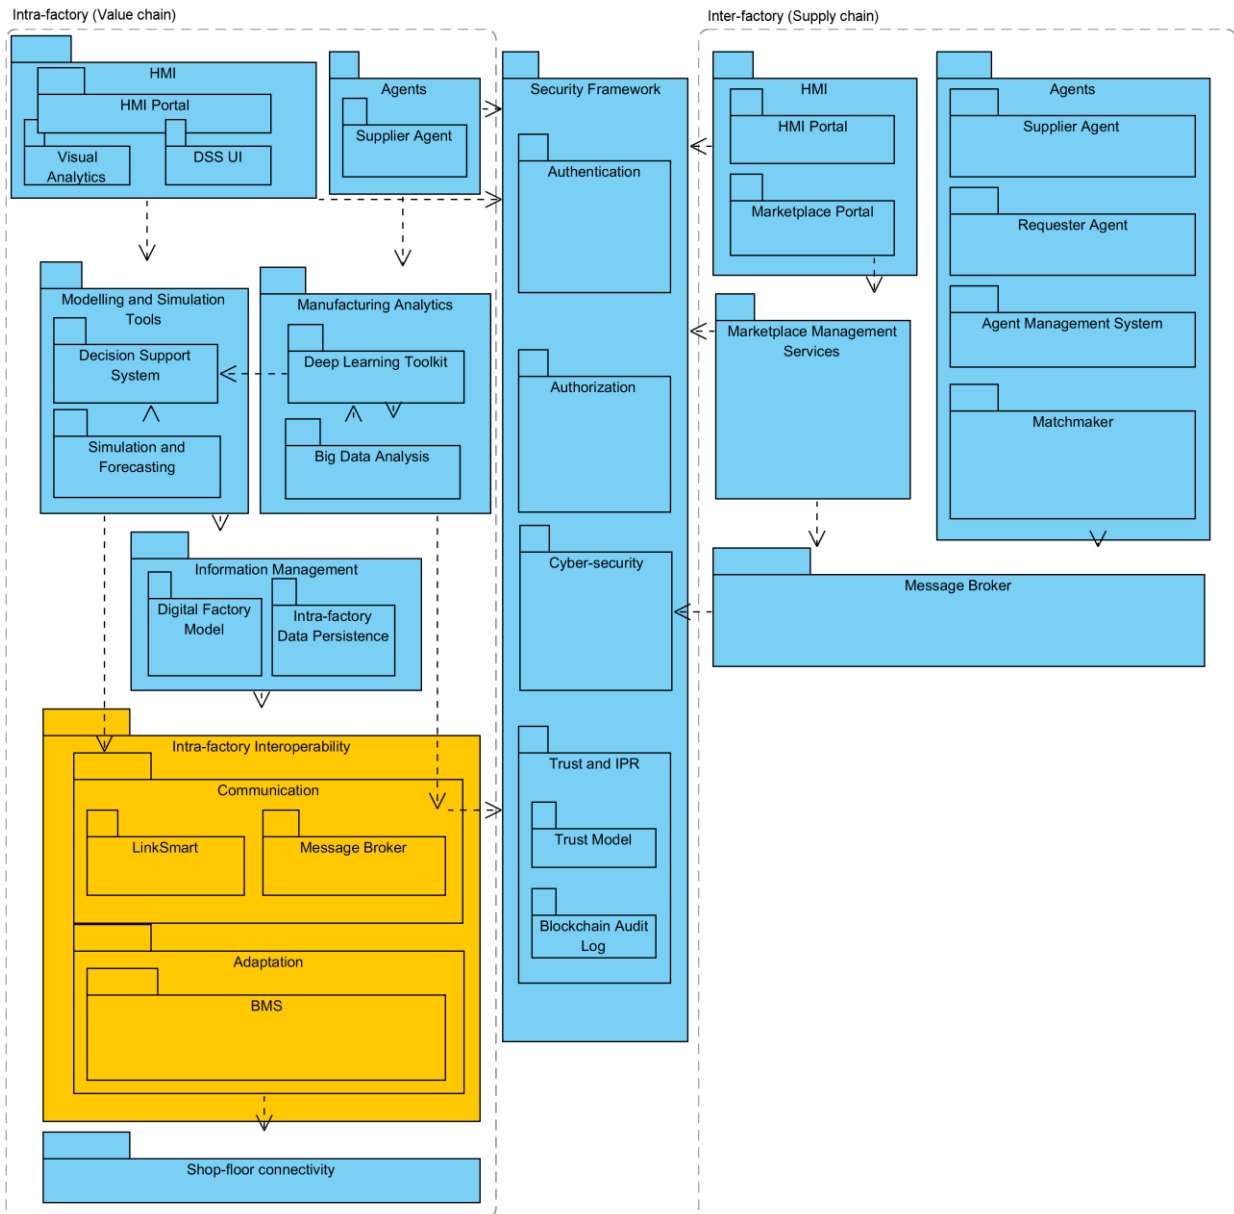 Intra-factory (Value chain)
HMI
HMI Portal
Visual
Analytics
DSS UI
Agents
Supplier Agent
Modelling and Simulation
Tools
Decision Support
System
Simulation and
Forecasting
Manufacturing Analytics
Deep Learning Toolkit
Big Data Analysis
Information Management
Digital Factory
Model
Intra-factory
Data Persistence
Intra-factory Interoperability
Communication
LinkSmart
Message Broker
Adaptation
BMS
Shop-floor connectivity
Security Framework
Authentication
Authorization
Cyber-security
Trust and IPR
Trust Model
Blockchain Audit
Log
Inter-factory (Supply chain)
HMI
HMI Portal
Marketplace Portal
Marketplace Management
Services
Agents
Supplier Agent
Requester Agent
Agent Management System
Matchmaker
Message Broker